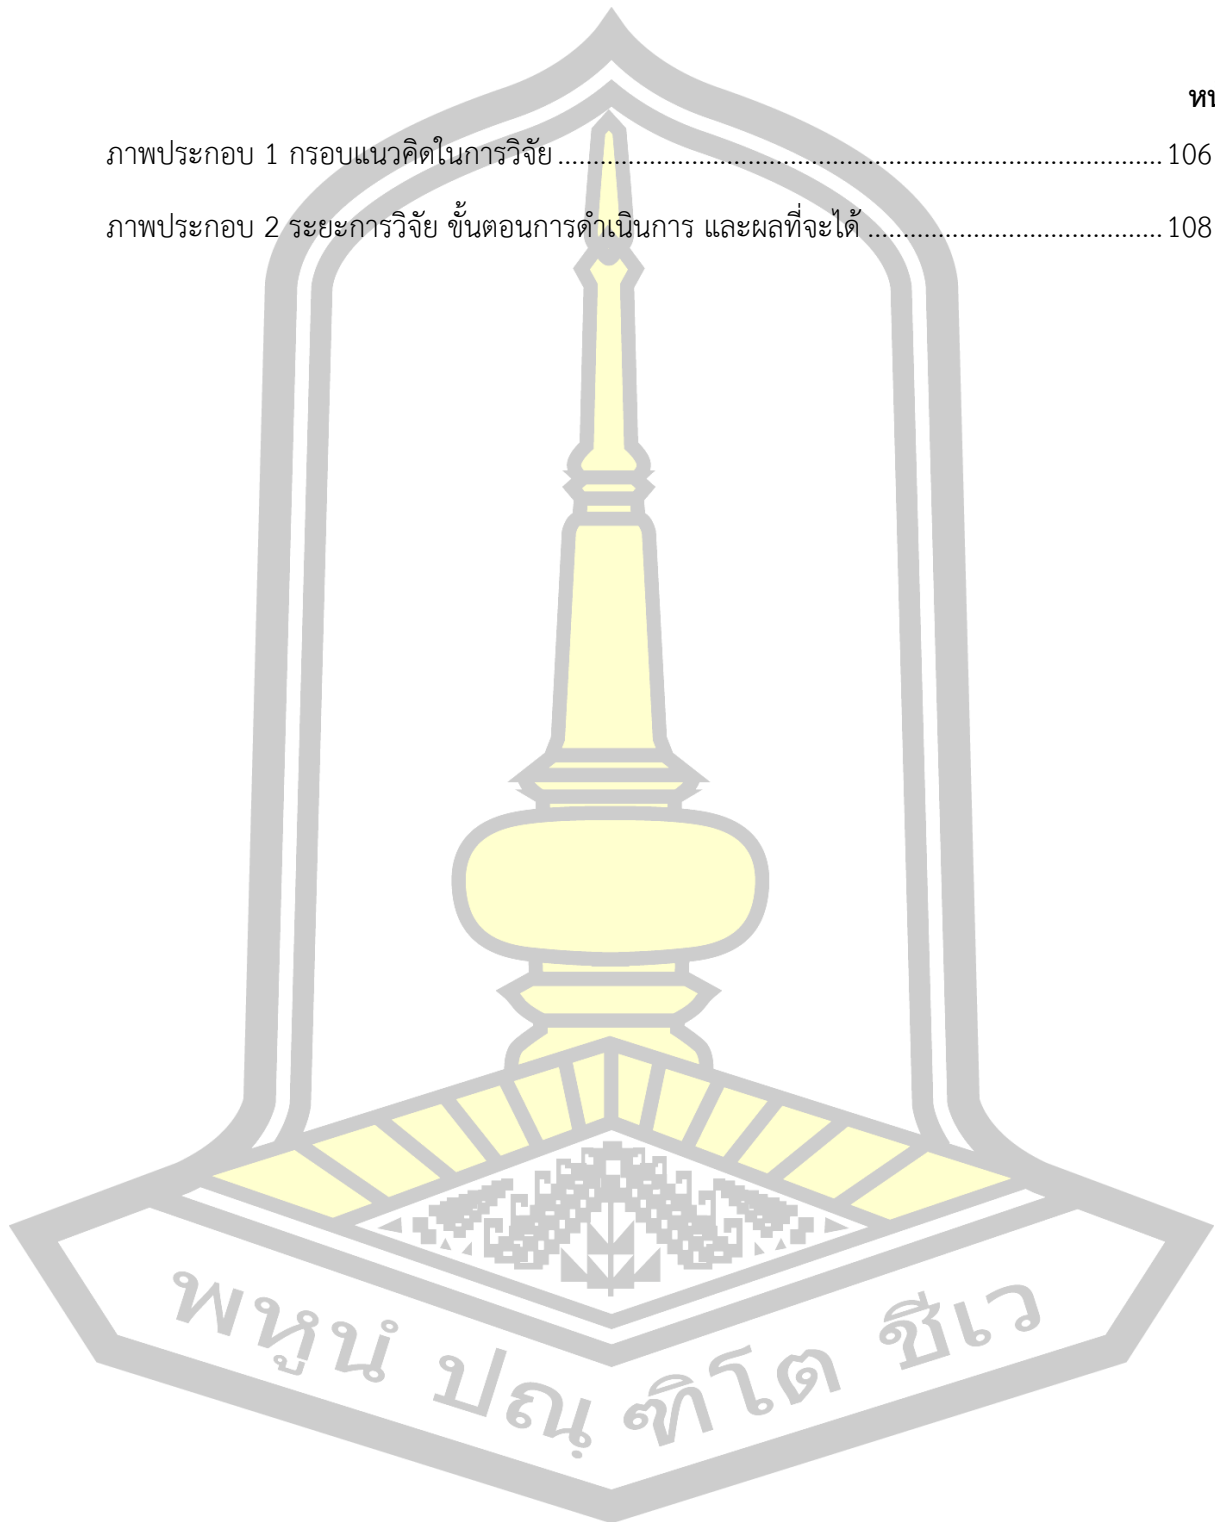 ภาพประกอบ 1 กรอบแนวคิดในการวิจัย ........................................................................................... 106
ภาพประกอบ 2 ระยะการวิจัย ขั้นตอนการดำเนินการ และผลที่จะได้ ............................................ 108
พหูนํ ปณฺฑิโต ชีเว